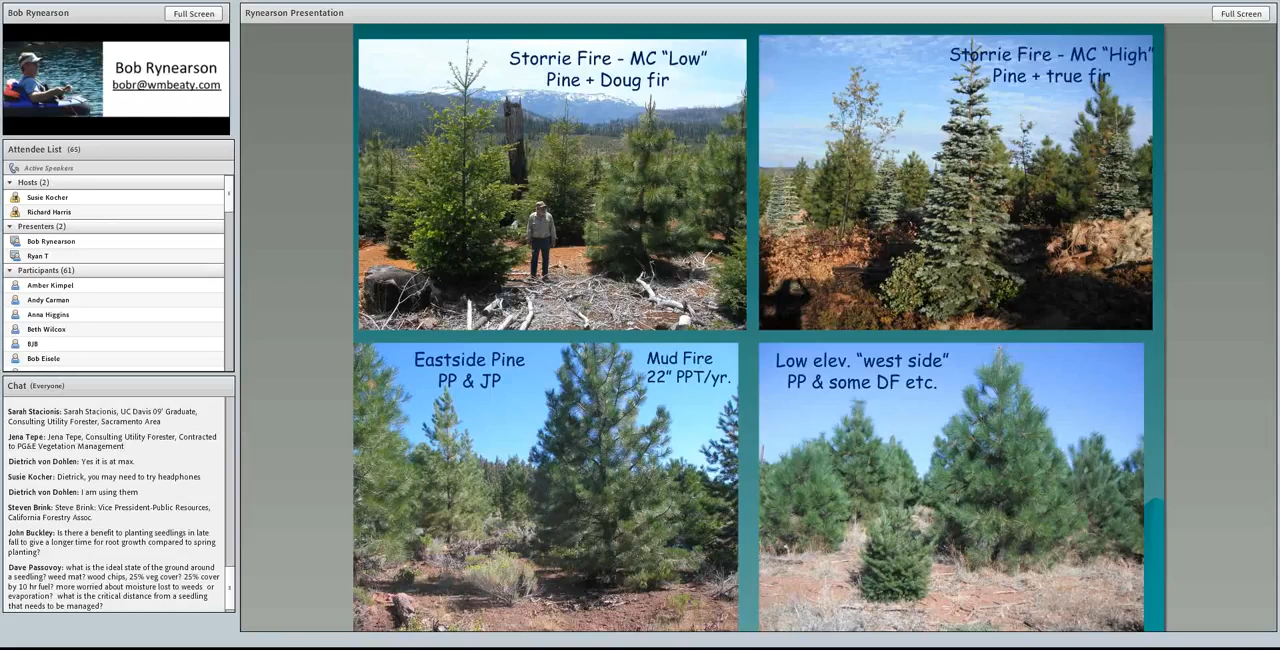 Bob Rynearson
Full Screen
Bob Rynearson
bobr@wmbeaty.com
Attendee List (65)
Active Speakers
Hosts (2)
Susie Kocher
Richard Harris
Presenters (2)
Bob Rynearson
Ryan T
Participants (61)
Amber Kimpel
Andy Carman
Anna Higgins
Beth Wilcox
BJB
Bob Eisele
Chat (Everyone)
Sarah Stacionis: Sarah Stacionis, UC Davis 09' Graduate,
Consulting Utility Forester, Sacramento Area
Jena Tepe: Jena Tepe, Consulting Utility Forester, Contracted
to PG&E Vegetation Management
Dietrich von Dohlen: Yes it is at max.
Susie Kocher: Dietrick, you may need to try headphones
Dietrich von Dohlen: I am using them
Steven Brink: Steve Brink: Vice President-Public Resources,
California Forestry Assoc.
John Buckley: Is there a benefit to planting seedlings in late
fall to give a longer time for root growth compared to spring
planting?
Dave Passovoy: what is the ideal state of the ground around
a seedling? weed mat? wood chips, 25% veg cover? 25% cover
by 10 hr fuel? more worried about moisture lost to weeds or
evaporation? what is the critical distance from a seedling
that needs to be managed?
Rynearson Presentation
Full Screen
Storrie Fire - MC "Low"
Pine + Doug fir
Storrie Fire - MC "High"
Pine + true fir
Eastside Pine
PP & JP
Mud Fire
22" PPT/yr.
Low elev. "west side"
PP & some DF etc.